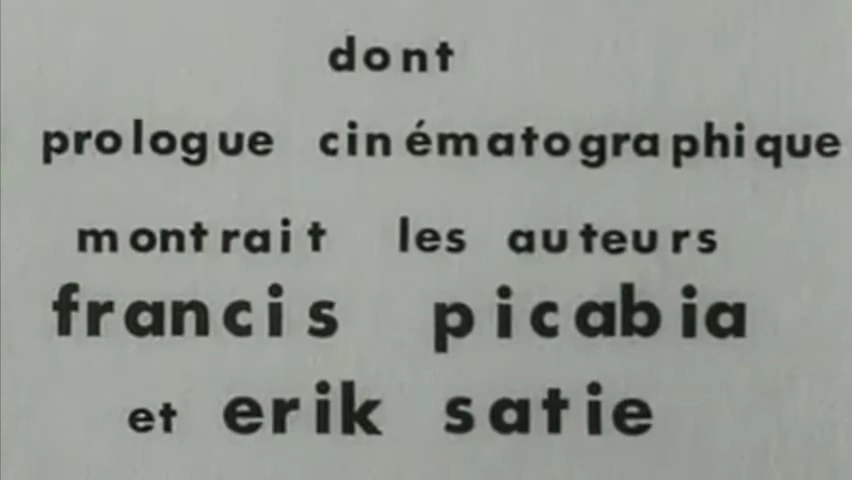 dont
prologue cinématographique
montrait les auteurs
francis picabia
et erik satie